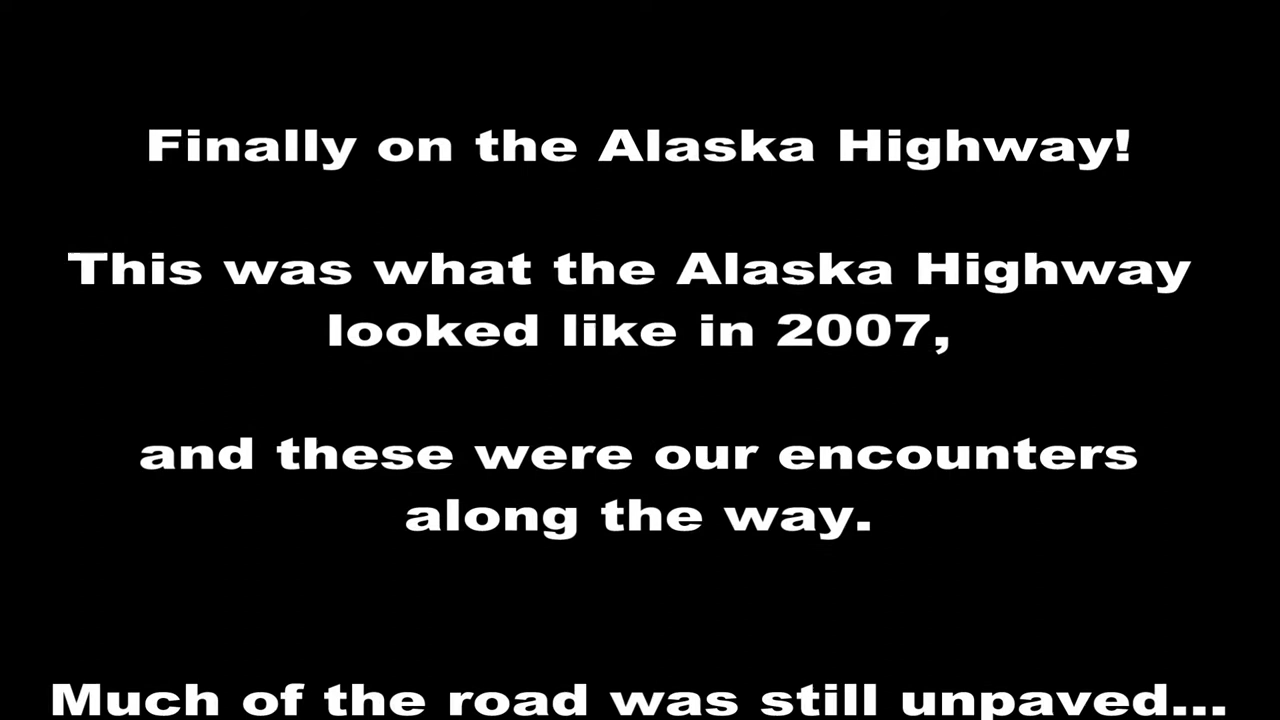 Finally on the Alaska Highway!
This was what the Alaska Highway
looked like in 2007,
and these were our encounters
along the way.
Much of the road was still unpaved...